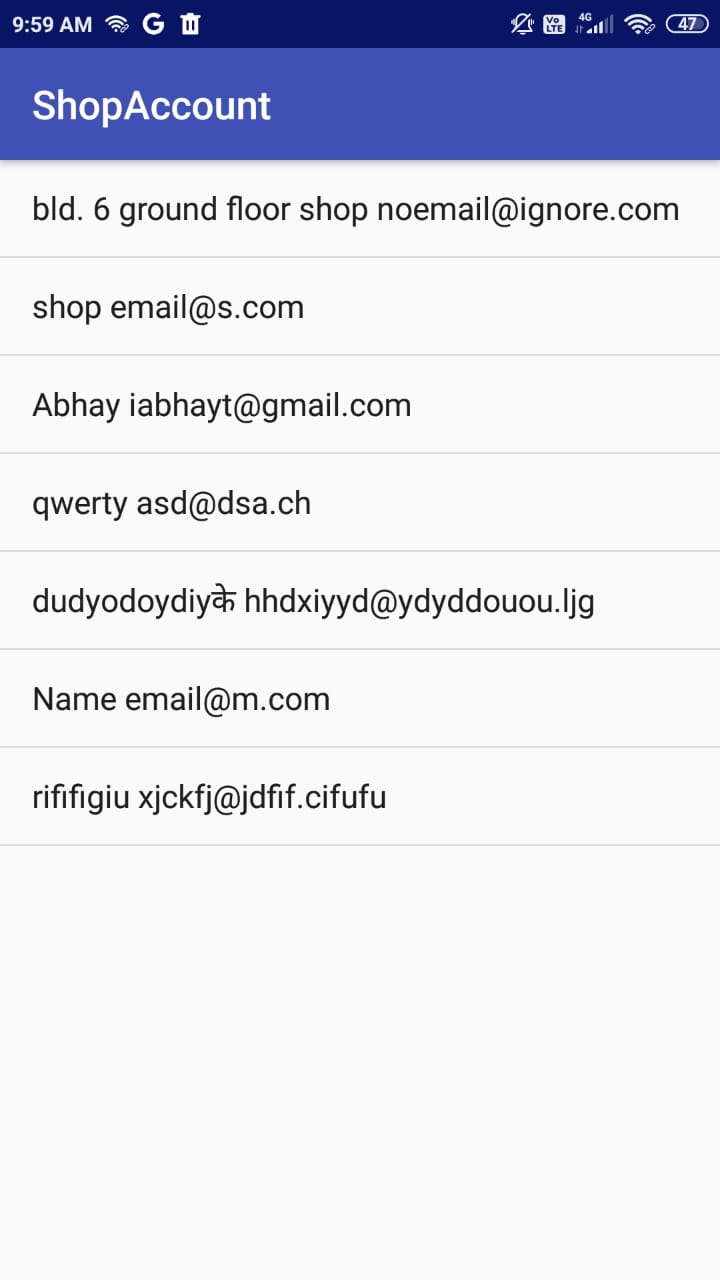 9:59 AM G Vo LTE 4G 47
ShopAccount
bld. 6 ground floor shop noemail@ignore.com
shop email@s.com
Abhay iabhayt@gmail.com
qwerty asd@dsa.ch
dudyodoydiyके hhdxiyyd@ydyddouou.ljg
Name email@m.com
rififigiu xjckfj@jdfif.cifufu